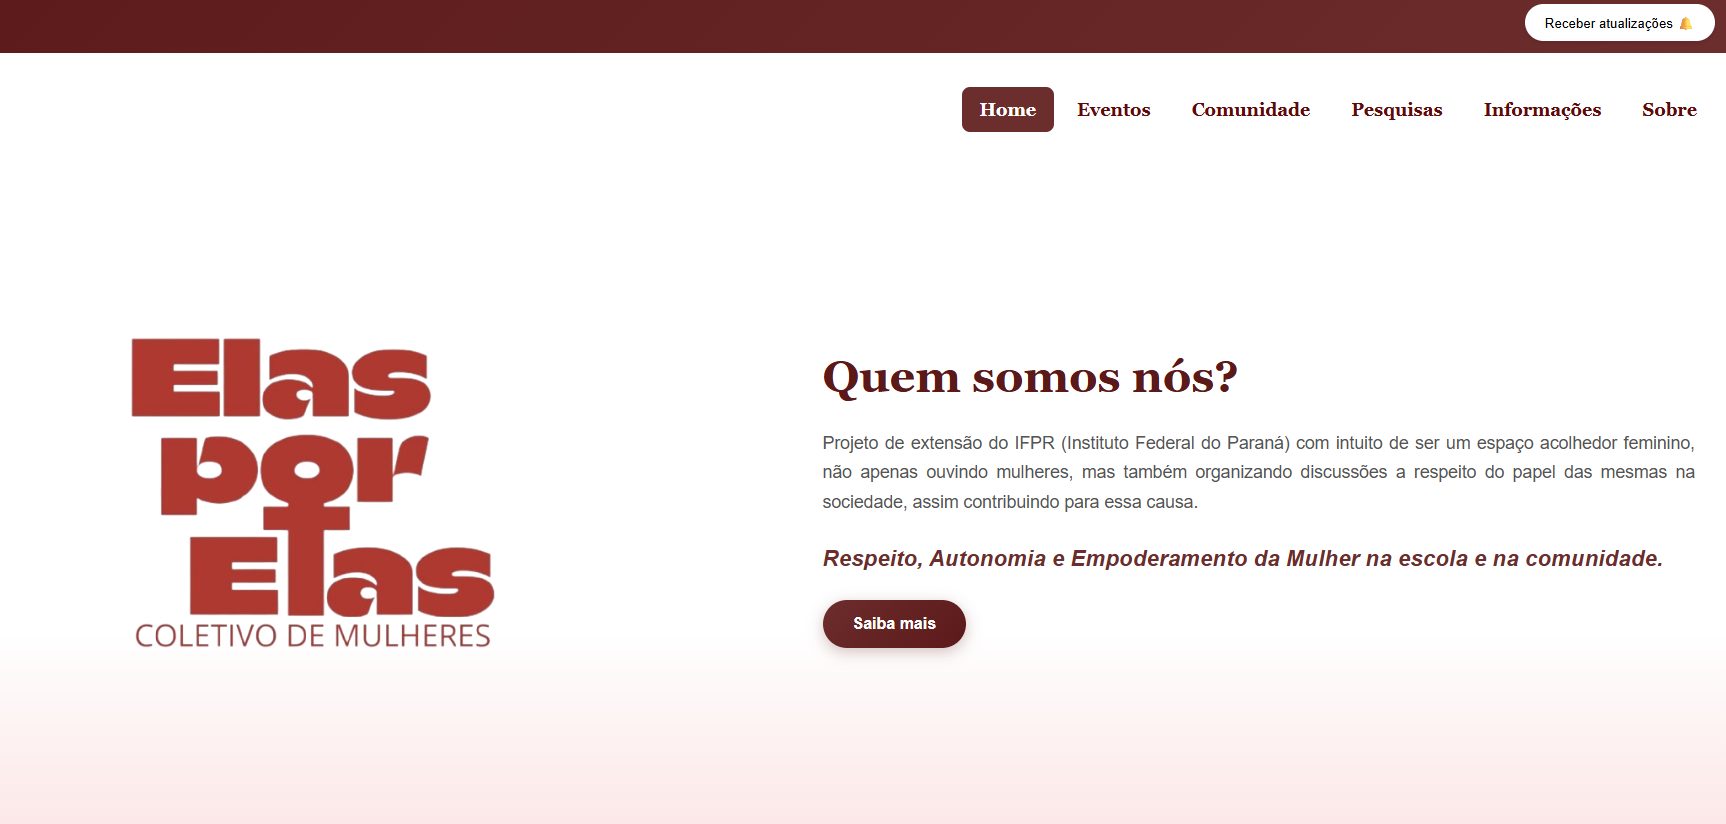 Receber atualizações
Home Eventos Comunidade Pesquisas Informações Sobre
Elas
por
Elas
COLETIVO DE MULHERES
Quem somos nós?
Projeto de extensão do IFPR (Instituto Federal do Paraná) com intuito de ser um espaço acolhedor feminino,
não apenas ouvindo mulheres, mas também organizando discussões a respeito do papel das mesmas na
sociedade, assim contribuindo para essa causa.
Respeito, Autonomia e Empoderamento da Mulher na escola e na comunidade.
Saiba mais